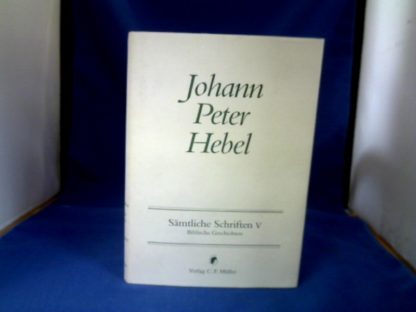 Johann
Peter
Hebel
Sämtliche Schriften V
Biblische Geschichten
Verlag C. F. Müller